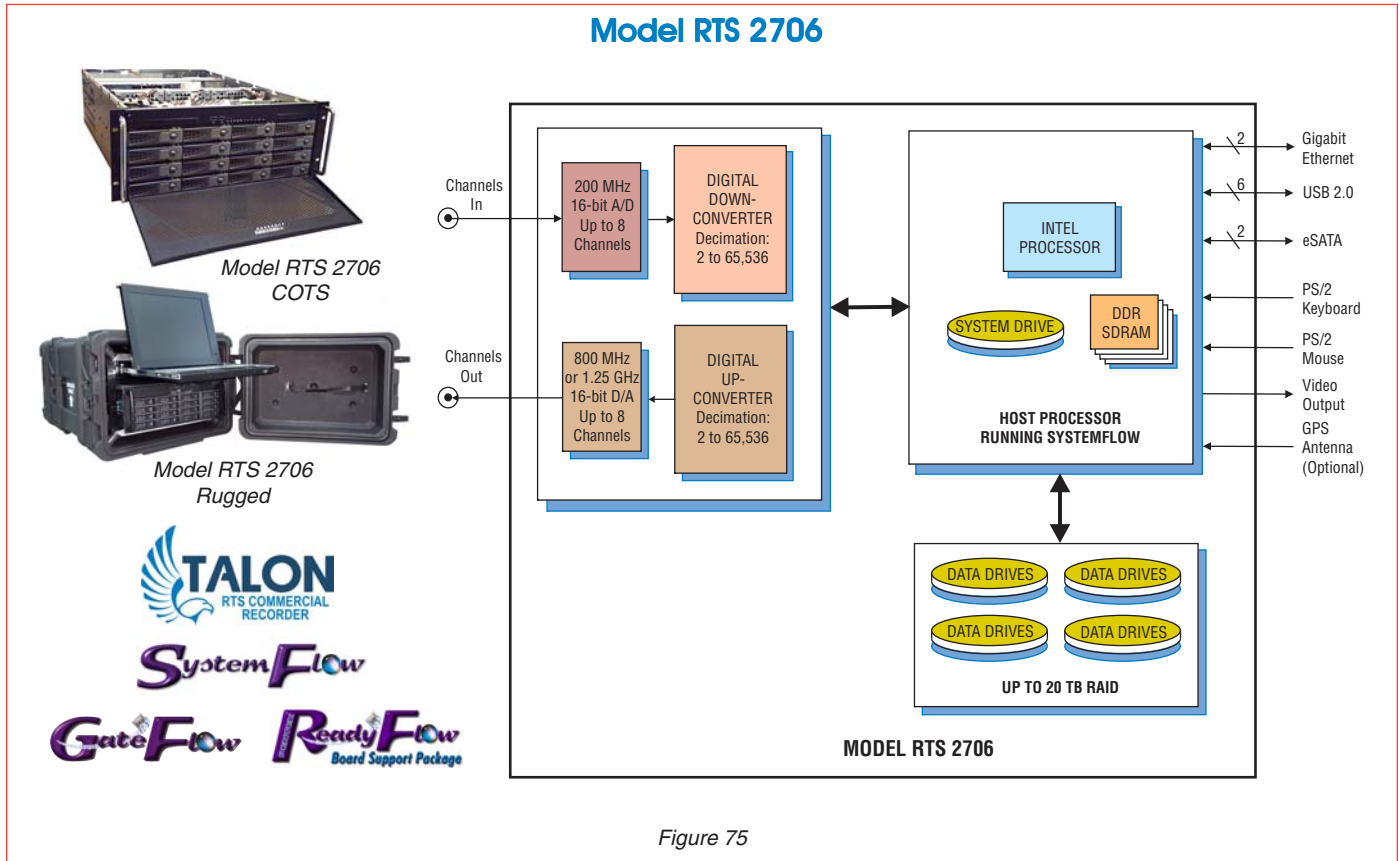 Model RTS 2706
Model RTS 2706
COTS
Model RTS 2706
Rugged
TALON
RTS COMMERCIAL
RECORDER
SystemFlow
GateFlow
ReadyFlow
Board Support Package
Channels
In
200 MHz
16-bit A/D
Up to 8
Channels
DIGITAL
DOWN-
CONVERTER
Decimation:
2 to 65,536
Channels
Out
800 MHz
or 1.25 GHz
16-bit D/A
Up to 8
Channels
DIGITAL
UP-
CONVERTER
Decimation:
2 to 65,536
INTEL
PROCESSOR
SYSTEM DRIVE
DDR
SDRAM
HOST PROCESSOR
RUNNING SYSTEMFLOW
2
Gigabit
Ethernet
6
USB 2.0
2
eSATA
PS/2
Keyboard
PS/2
Mouse
Video
Output
GPS
Antenna
(Optional)
DATA DRIVES
DATA DRIVES
DATA DRIVES
DATA DRIVES
UP TO 20 TB RAID
MODEL RTS 2706
Figure 75